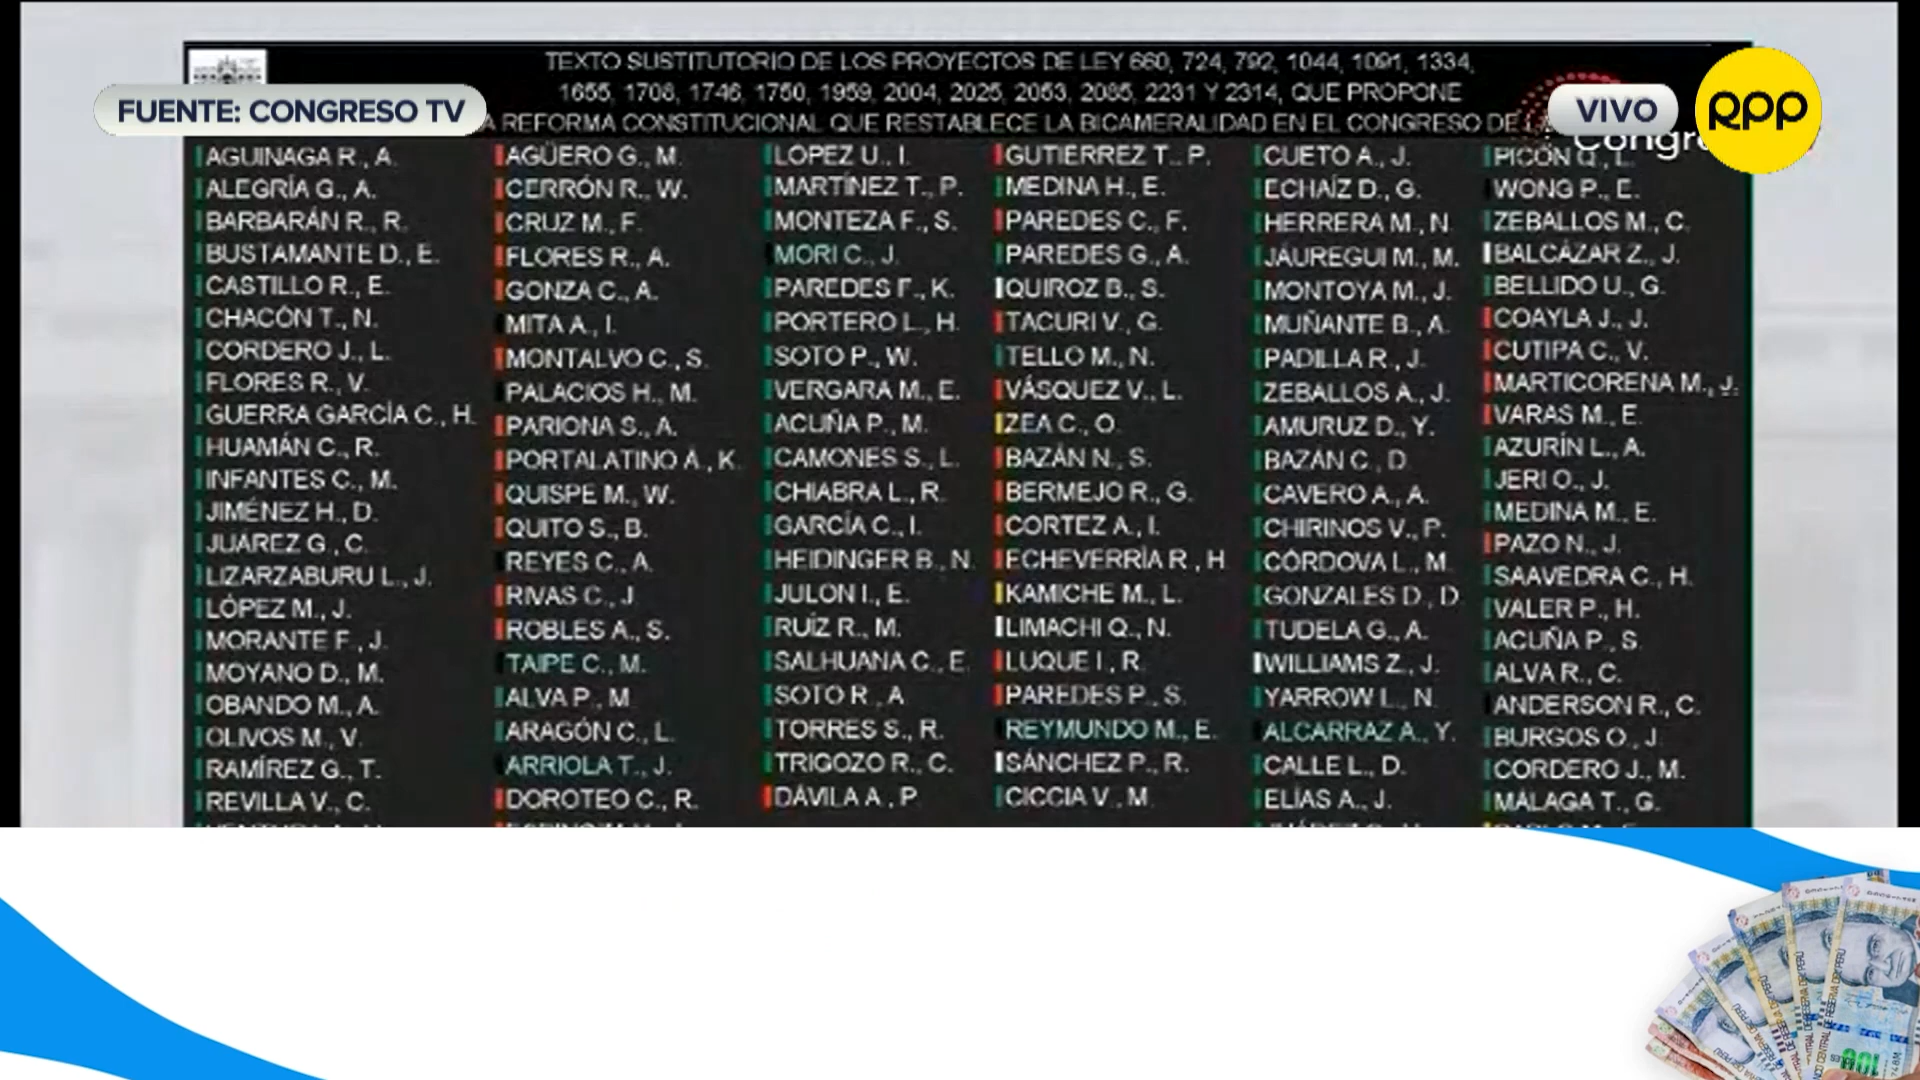 TEXTO SUSTITUTORIO DE LOS PROYECTOS DE LEY 660, 724, 792, 1044, 1091, 1334,
1655, 1708, 1746, 1750, 1959, 2004, 2025, 2053, 2085, 2231 Y 2314, QUE PROPONE
REFORMA CONSTITUCIONAL QUE RESTABLECE LA BICAMERALIDAD EN EL CONGRESO DE
FUENTE: CONGRESO TV
VIVO
rpp
AGUINAGA R., A.
ALEGRÍA G., A.
BARBARÁN R., R.
BUSTAMANTE D., E.
CASTILLO R., E.
CHACÓN T., N.
CORDERO J., L.
FLORES R., V.
GUERRA GARCÍA C., H.
HUAMÁN C., R.
INFANTES C., M.
JIMÉNEZ H., D.
JUÁREZ G., C.
LIZARZABURU L., J.
LÓPEZ M., J.
MORANTE F., J.
MOYANO D., M.
OBANDO M., A.
OLIVOS M., V.
RAMÍREZ G., T.
REVILLA V., C.
AGÜERO G., M.
CERRÓN R., W.
CRUZ M., F.
FLORES R., A.
GONZA C., A.
MITA A., I.
MONTALVO C., S.
PALACIOS H., M.
PARIONA S., A.
PORTALATINO Á., K.
QUISPE M., W.
QUITO S., B.
REYES C., A.
RIVAS C., J
ROBLES A., S.
TAIPE C., M.
ALVA P., M
ARAGÓN C., L.
ARRIOLA T., J.
DOROTEO C., R.
LÓPEZ U., I.
MARTÍNEZ T., P.
MONTEZA F., S.
MORI C., J.
PAREDES F., K.
PORTERO L., H.
SOTO P., W.
VERGARA M., E.
ACUÑA P., M.
CAMONES S., L.
CHIABRA L., R.
GARCÍA C., I.
HEIDINGER B., N.
JULON I., E.
RUÍZ R., M.
SALHUANA C., E.
SOTO R., A
TORRES S., R.
TRIGOZO R., C.
DÁVILA A., P
GUTIÉRREZ T., P.
MEDINA H., E.
PAREDES C., F.
PAREDES G., A.
QUIROZ B., S.
TACURI V., G.
TELLO M., N.
VÁSQUEZ V., L.
ZEA C., O.
BAZÁN N., S.
BERMEJO R., G.
CORTEZ A., I.
ECHEVERRÍA R., H
KAMICHE M., L.
LIMACHI Q., N.
LUQUE I., R.
PAREDES P., S.
REYMUNDO M., E.
SÁNCHEZ P., R.
CICCIA V., M
CUETO A., J.
ECHAÍZ D., G.
HERRERA M., N.
JÁUREGUI M., M.
MONTOYA M., J.
MUÑANTE B., A.
PADILLA R., J.
ZEBALLOS A., J.
AMURUZ D., Y.
BAZÁN C., D
CAVERO A., A.
CHIRINOS V., P.
CÓRDOVA L., M.
GONZALES D., D
TUDELA G., A.
WILLIAMS Z., J.
YARROW L., N.
ALCARRAZ A., Y.
CALLE L., D.
ELÍAS A., J.
PICÓN Q., L.
WONG P., E.
ZEBALLOS M., C.
BALCÁZAR Z., J.
BELLIDO U., G.
COAYLA J., J.
CUTIPA C., V.
MARTICORENA M., J.
VARAS M., E.
AZURÍN L., A.
JERI O., J.
MEDINA M., E.
PAZO N., J.
SAAVEDRA C., H.
VALER P., H.
ACUÑA P., S.
ALVA R., C.
ANDERSON R., C.
BURGOS O., J
CORDERO J., M.
MÁLAGA T., G.